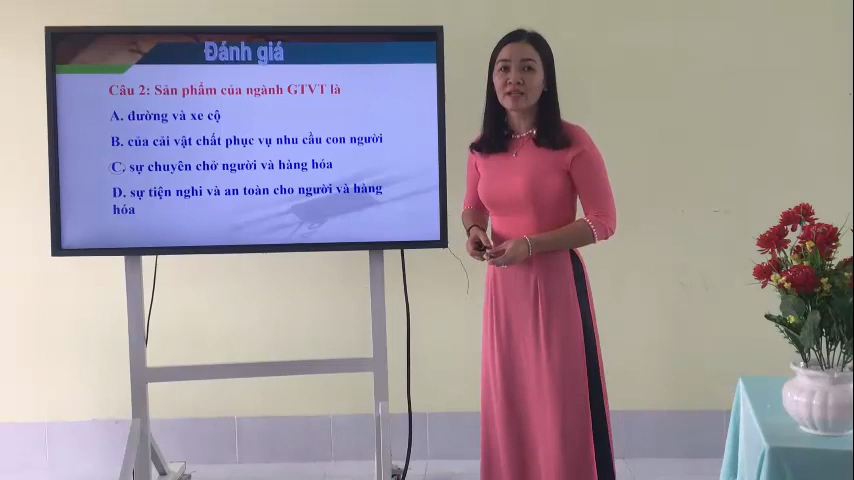 Đánh giá
Câu 2: Sản phẩm của ngành GTVT là
A. đường và xe cộ
B. của cải vật chất phục vụ nhu cầu con người
C. sự chuyên chở người và hàng hóa
D. sự tiện nghi và an toàn cho người và hàng
hóa